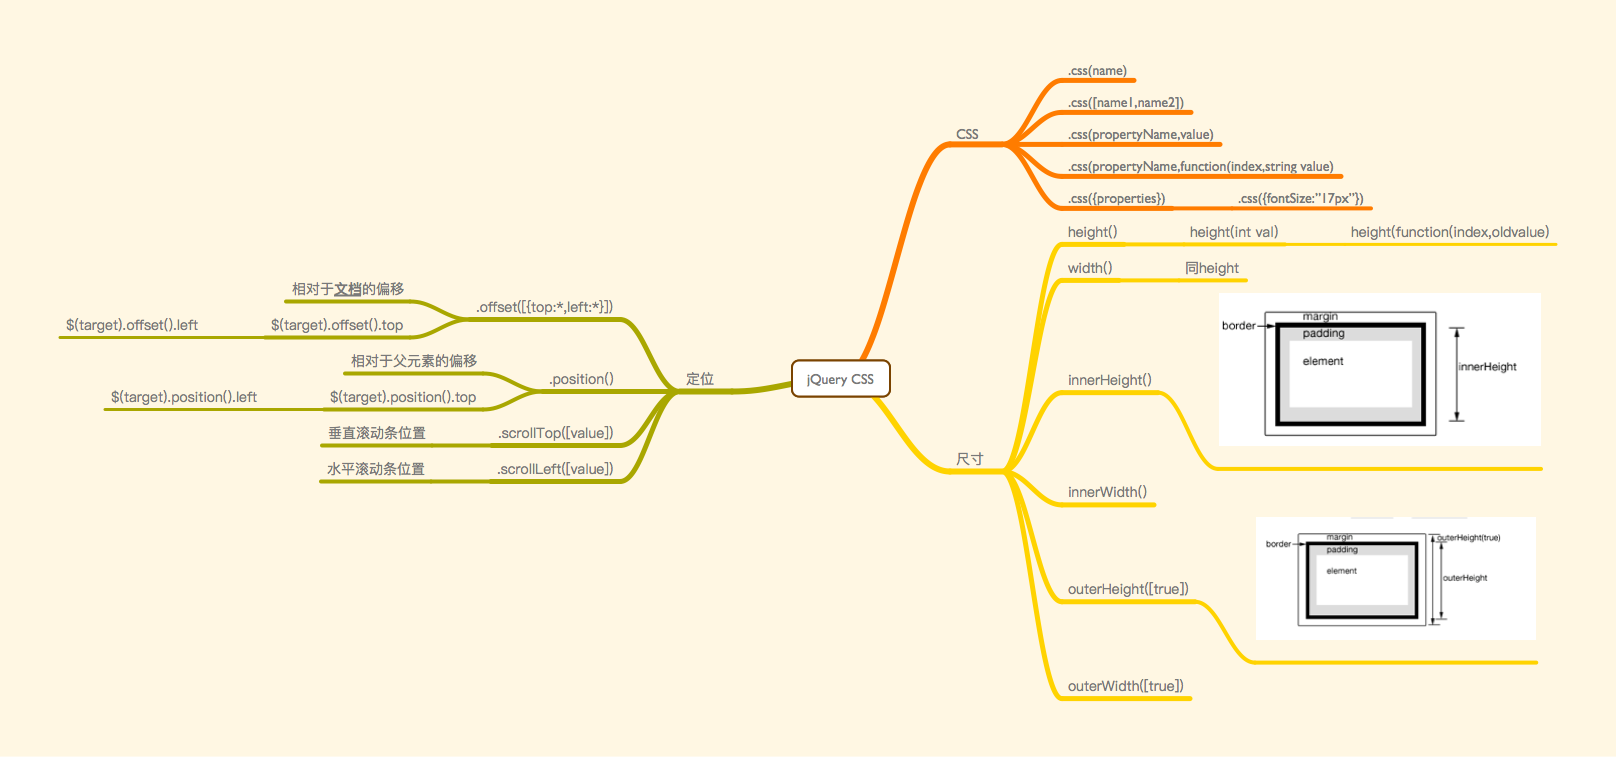 jQuery CSS
CSS
.css(name)
.css([name1,name2])
.css(propertyName,value)
.css(propertyName,function(index,string value)
.css({properties})
.css({fontSize:"17px"})
尺寸
height()
height(int val)
height(function(index,oldvalue)
width()
同height
innerHeight()
margin
border
padding
element
innerHeight
innerWidth()
outerHeight([true])
margin
outerHeight(true)
border
padding
element
outerHeight
outerWidth([true])
定位
.offset([{top:*,left:*}])
相对于文档的偏移
$(target).offset().top
$(target).offset().left
.position()
相对于父元素的偏移
$(target).position().top
$(target).position().left
.scrollTop([value])
垂直滚动条位置
.scrollLeft([value])
水平滚动条位置